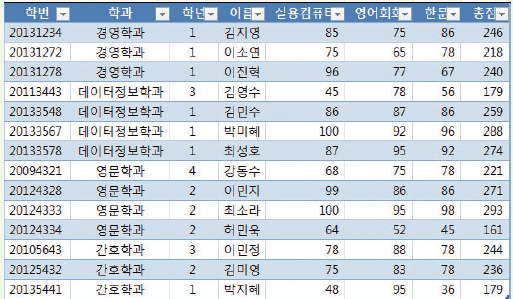 학번 학과 학년 이름 실용컴퓨터 영어회화 한문 총점
20131234 경영학과 1 김지영 85 75 86 246
20131272 경영학과 1 이소연 75 65 78 218
20131278 경영학과 1 이진혁 96 77 67 240
20113443 데이터정보학과 3 김영수 45 78 56 179
20133548 데이터정보학과 1 김민수 86 87 86 259
20133567 데이터정보학과 1 박미혜 100 92 96 288
20133578 데이터정보학과 1 최성호 87 95 92 274
20094321 영문학과 4 강동수 68 75 78 221
20124328 영문학과 2 이민지 99 86 86 271
20124333 영문학과 2 최소라 100 95 98 293
20124334 영문학과 2 허민욱 64 52 45 161
20105643 간호학과 3 이민정 78 88 78 244
20125432 간호학과 2 김미영 75 83 78 236
20135441 간호학과 1 박지혜 48 95 36 179